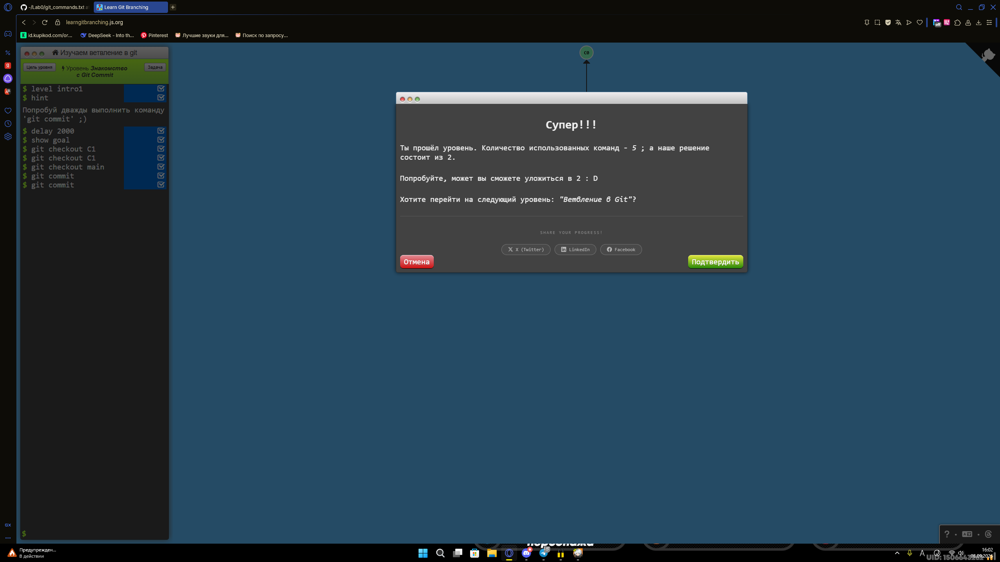 -/Lab0/git_commands.txt at
Learn Git Branching
learngitbranching.js.org
off
id.kupikod.com/or...
DeepSeek - Into th...
Pinterest
Лучшие звуки для...
Поиск по запросу...
Изучаем ветвление в git
Цель уровня
Уровень Знакомство
с Git Commit
Задача
$ level intro1
$ hint
Попробуй дважды выполнить команду
'git commit' ;)
$ delay 2000
$ show goal
$ git checkout C1
$ git checkout C1
$ git checkout main
$ git commit
$ git commit
$
C0
Супер!!!
Ты прошёл уровень. Количество использованных команд - 5 ; а наше решение
состоит из 2.
Попробуйте, может вы сможете уложиться в 2 : D
Хотите перейти на следующий уровень: "Ветвление в Git"?
SHARE YOUR PROGRESS!
X (Twitter)
LinkedIn
Facebook
Отмена
Подтвердить
GX
Предупрежден...
В действии
персонажа
16:02